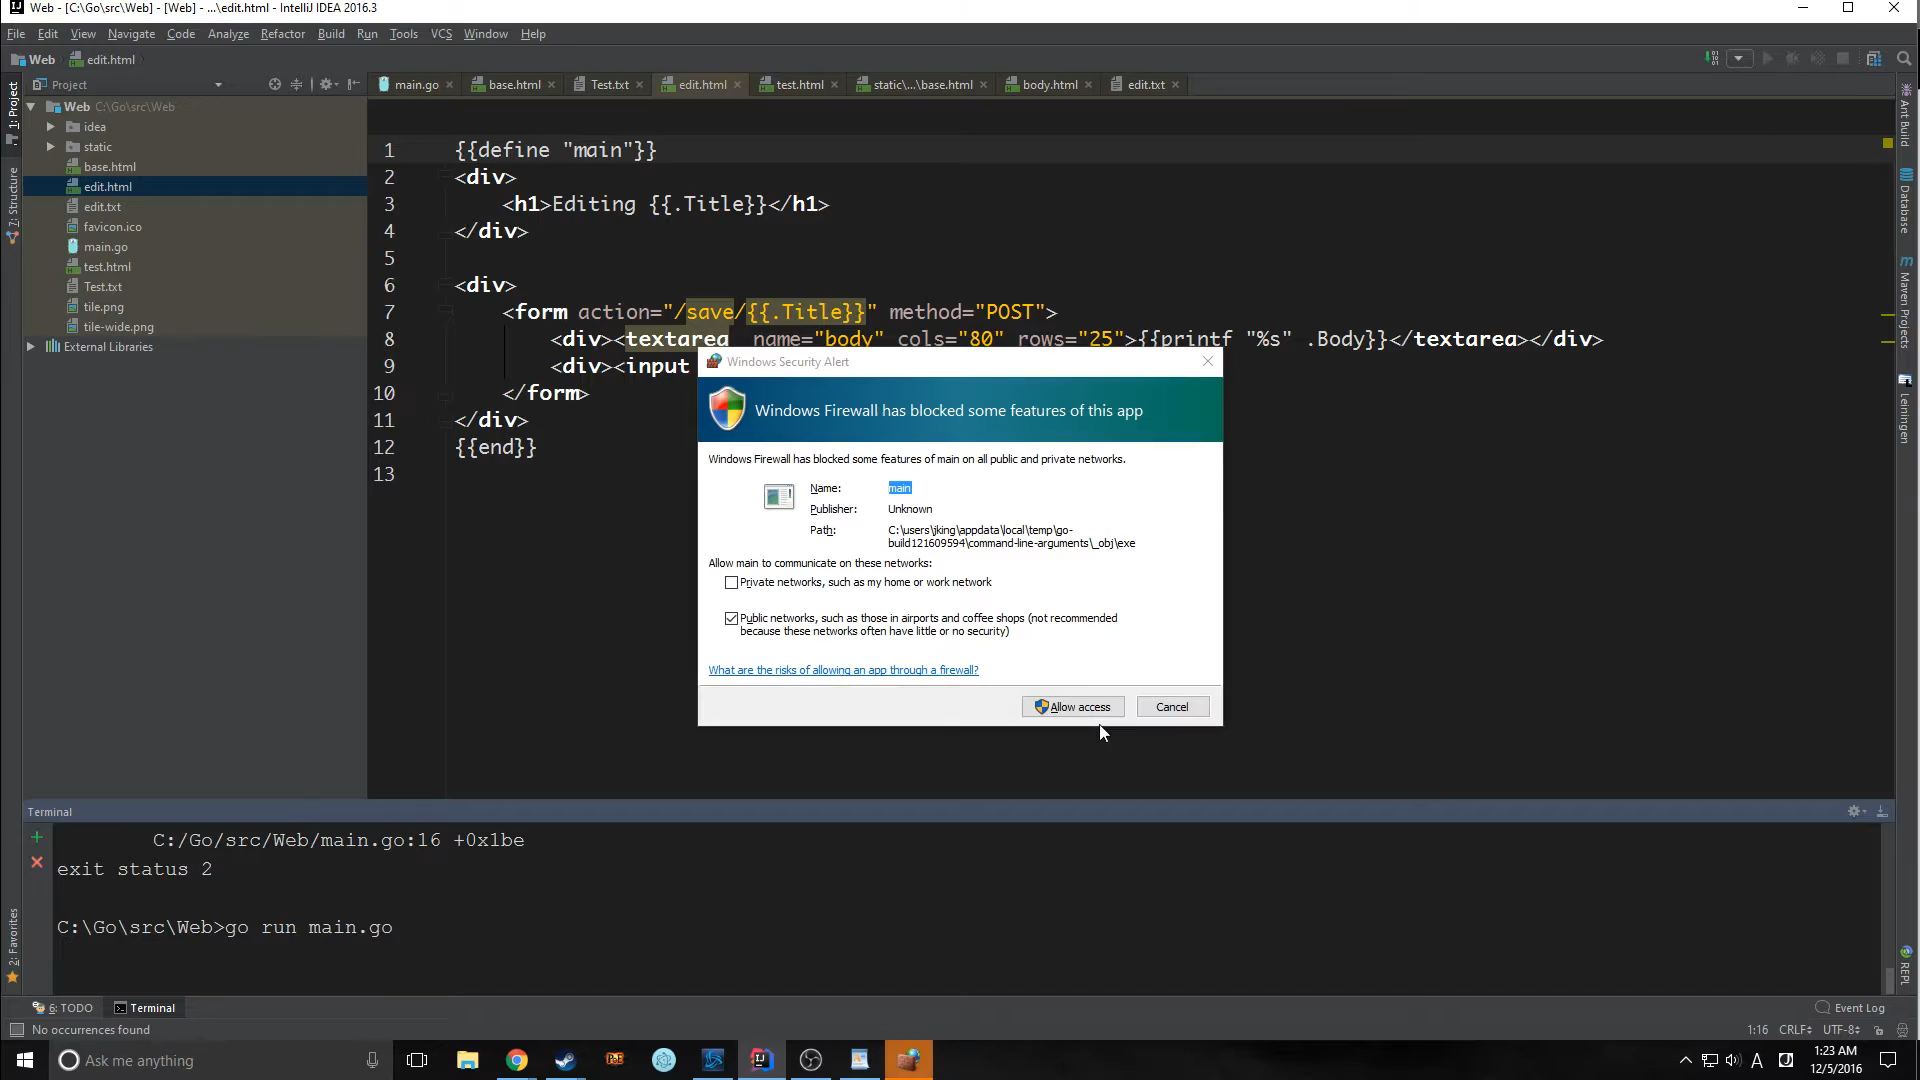 Web - [C:\Go\src\Web] - [Web] - ...\edit.html - IntelliJ IDEA 2016.3
File Edit View Navigate Code Analyze Refactor Build Run Tools VCS Window Help
Web edit.html
Project
main.go base.html Test.txt edit.html test.html static\...\base.html body.html edit.txt
1: Project
7: Structure
2: Favorites
Web C:\Go\src\Web
idea
static
base.html
edit.html
edit.txt
favicon.ico
main.go
test.html
Test.txt
tile.png
tile-wide.png
External Libraries
1 {{define "main"}}
2 <div>
3 <h1>Editing {{.Title}}</h1>
4 </div>
5
6 <div>
7 <form action="/save/{{.Title}}" method="POST">
8 <div><textarea name="body" cols="80" rows="25">{{printf "%s" .Body}}</textarea></div>
9 <div><input
10 </form>
11 </div>
12 {{end}}
13
Windows Security Alert
Windows Firewall has blocked some features of this app
Windows Firewall has blocked some features of main on all public and private networks.
Name: main
Publisher: Unknown
Path: C:\users\jking\appdata\local\temp\go-
build121609594\command-line-arguments\_obj\exe
Allow main to communicate on these networks:
Private networks, such as my home or work network
Public networks, such as those in airports and coffee shops (not recommended
because these networks often have little or no security)
What are the risks of allowing an app through a firewall?
Allow access Cancel
Ant Build
Database
Maven Projects
Leiningen
REPL
Terminal
C:/Go/src/Web/main.go:16 +0x1be
exit status 2
C:\Go\src\Web>go run main.go
6: TODO Terminal Event Log
No occurrences found 1:16 CRLF UTF-8
Ask me anything
1:23 AM
12/5/2016